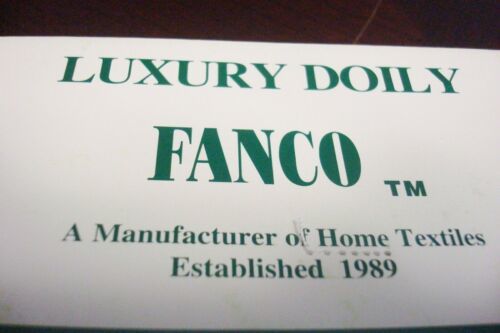 LUXURY DOILY
FANCO TM
A Manufacturer of Home Textiles
Established 1989